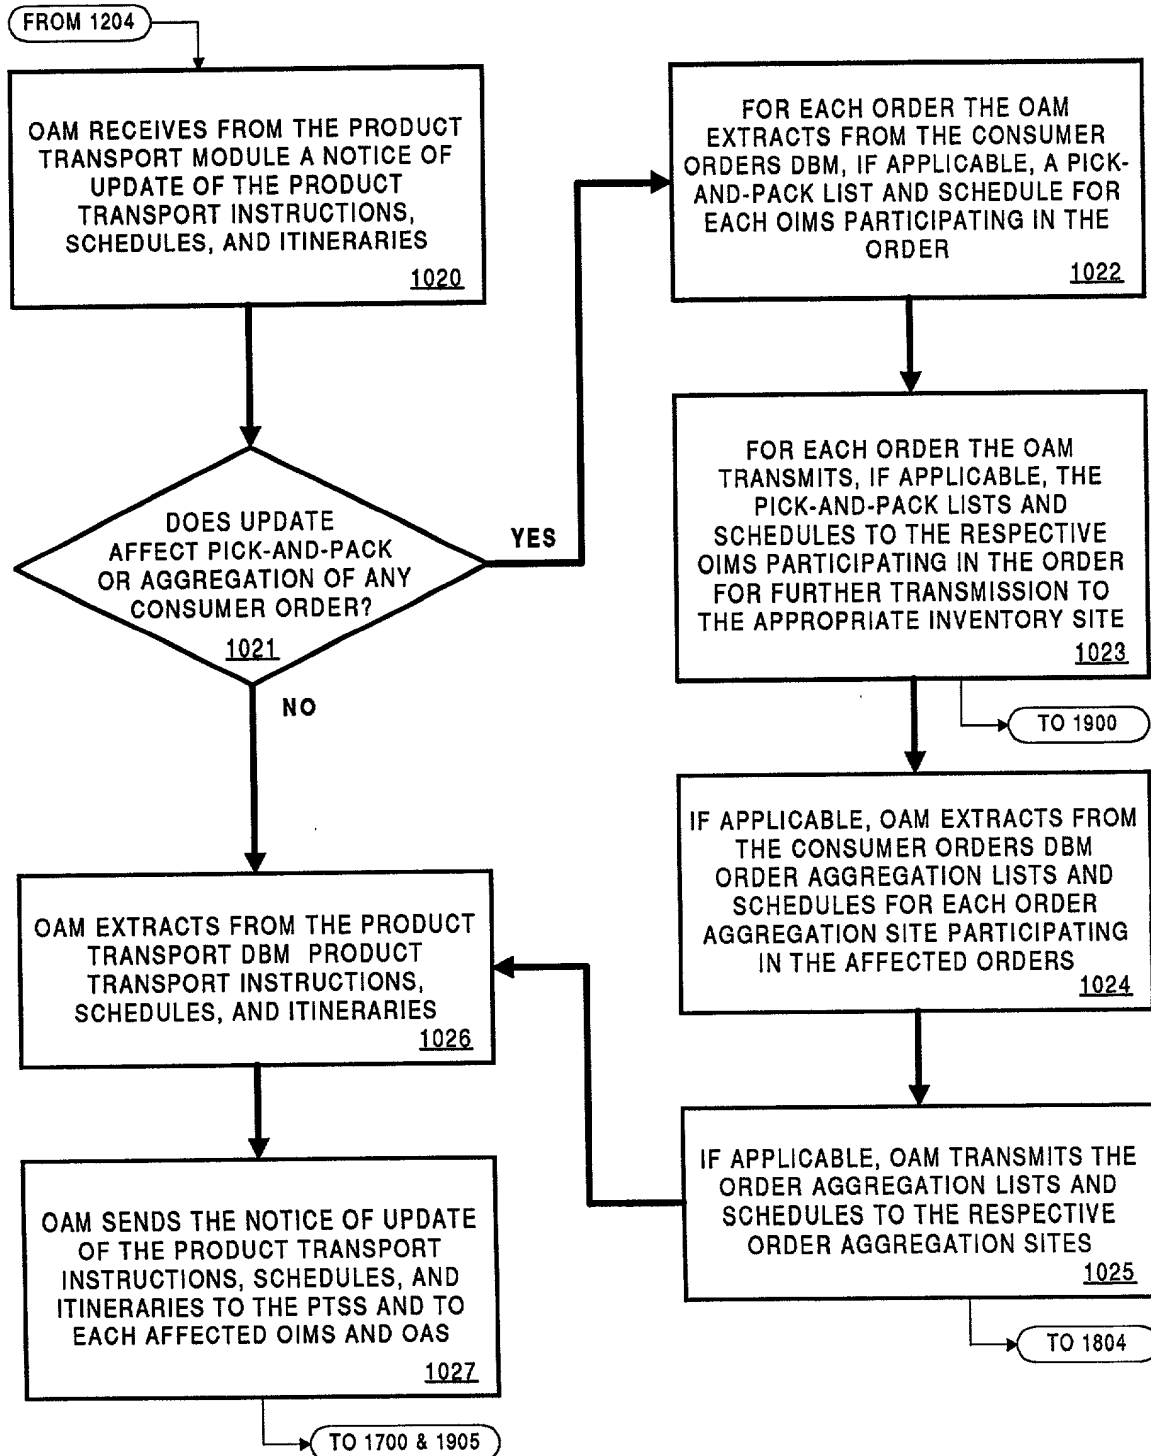 FROM 1204
OAM RECEIVES FROM THE PRODUCT
TRANSPORT MODULE A NOTICE OF
UPDATE OF THE PRODUCT
TRANSPORT INSTRUCTIONS,
SCHEDULES, AND ITINERARIES
1020
DOES UPDATE
AFFECT PICK-AND-PACK
OR AGGREGATION OF ANY
CONSUMER ORDER?
1021
YES
NO
FOR EACH ORDER THE OAM
EXTRACTS FROM THE CONSUMER
ORDERS DBM, IF APPLICABLE, A PICK-
AND-PACK LIST AND SCHEDULE FOR
EACH OIMS PARTICIPATING IN THE
ORDER
1022
FOR EACH ORDER THE OAM
TRANSMITS, IF APPLICABLE, THE
PICK-AND-PACK LISTS AND
SCHEDULES TO THE RESPECTIVE
OIMS PARTICIPATING IN THE ORDER
FOR FURTHER TRANSMISSION TO
THE APPROPRIATE INVENTORY SITE
1023
TO 1900
IF APPLICABLE, OAM EXTRACTS FROM
THE CONSUMER ORDERS DBM
ORDER AGGREGATION LISTS AND
SCHEDULES FOR EACH ORDER
AGGREGATION SITE PARTICIPATING
IN THE AFFECTED ORDERS
1024
IF APPLICABLE, OAM TRANSMITS THE
ORDER AGGREGATION LISTS AND
SCHEDULES TO THE RESPECTIVE
ORDER AGGREGATION SITES
1025
TO 1804
OAM EXTRACTS FROM THE PRODUCT
TRANSPORT DBM PRODUCT
TRANSPORT INSTRUCTIONS,
SCHEDULES, AND ITINERARIES
1026
OAM SENDS THE NOTICE OF UPDATE
OF THE PRODUCT TRANSPORT
INSTRUCTIONS, SCHEDULES, AND
ITINERARIES TO THE PTSS AND TO
EACH AFFECTED OIMS AND OAS
1027
TO 1700 & 1905